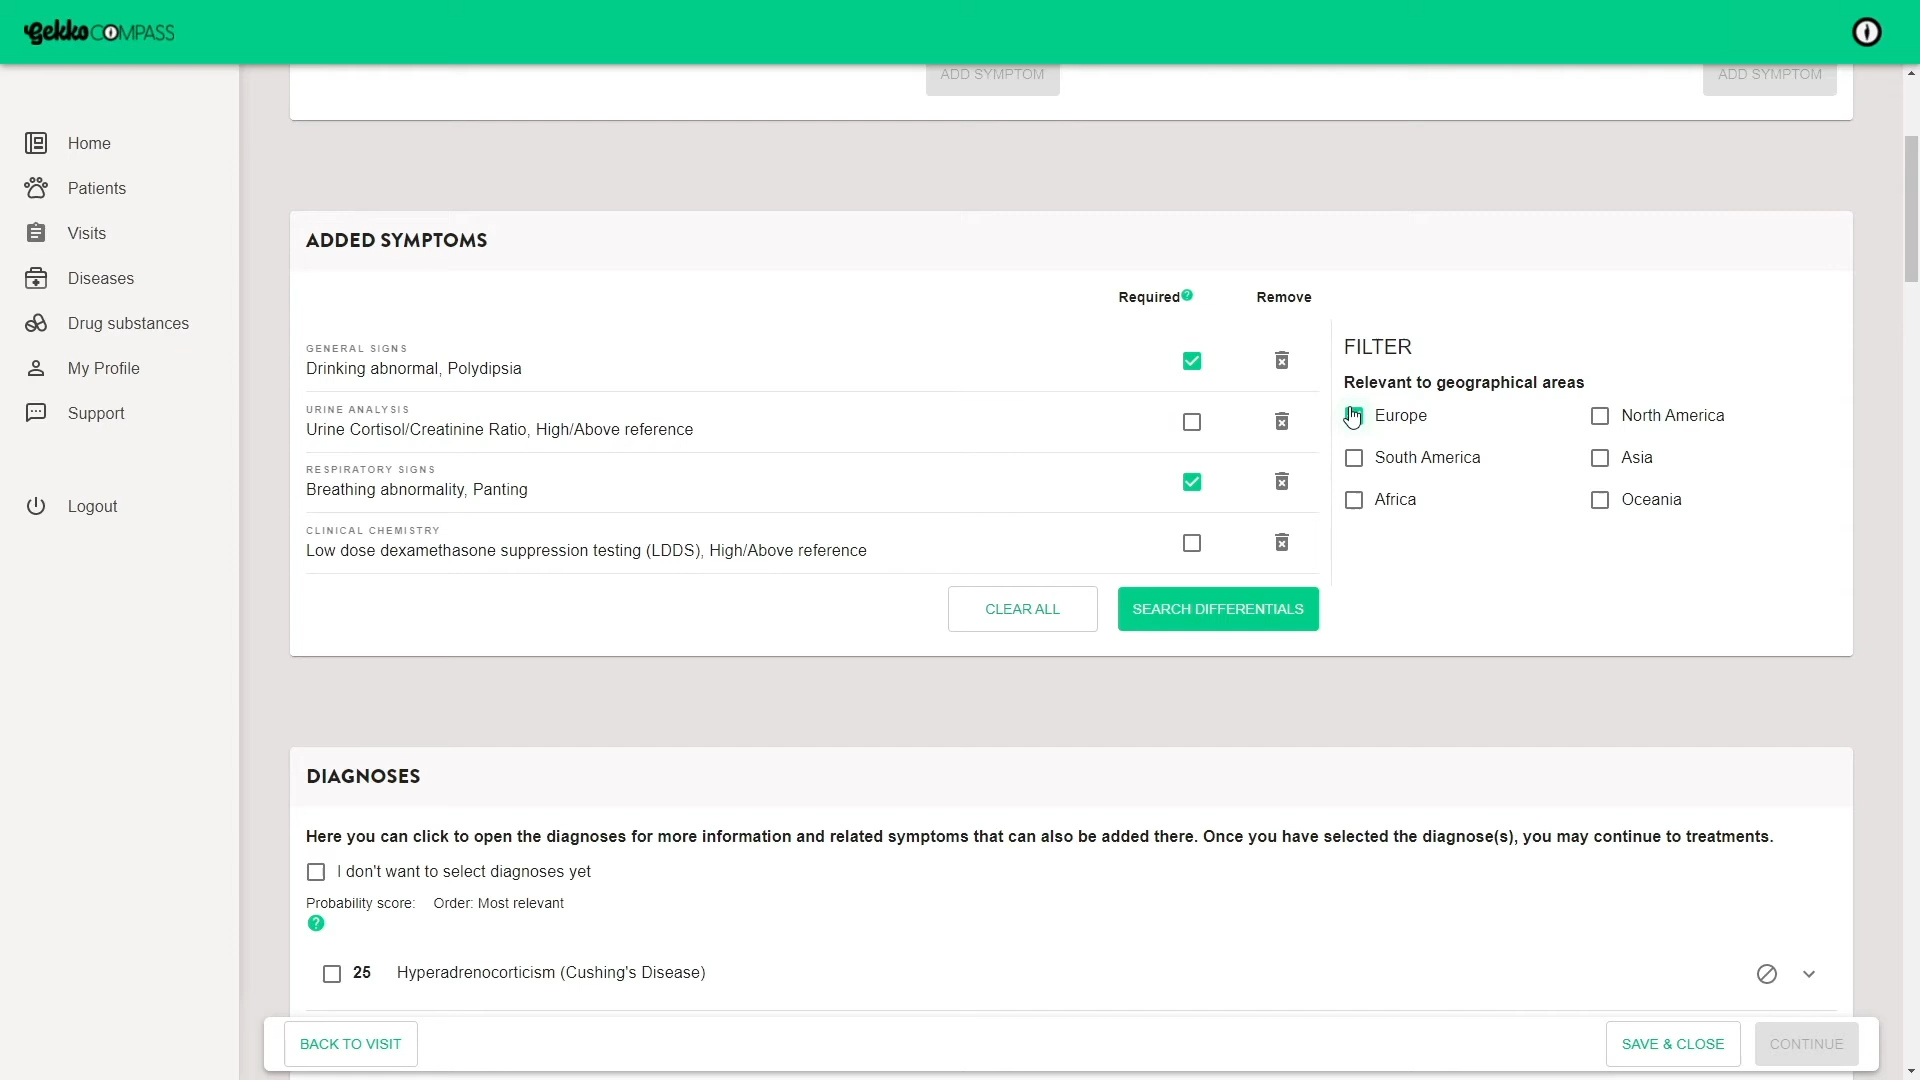 Gekko COMPASS
ADD SYMPTOM ADD SYMPTOM
Home
Patients
Visits
Diseases
Drug substances
My Profile
Support
Logout
ADDED SYMPTOMS
Required ? Remove
GENERAL SIGNS
Drinking abnormal, Polydipsia
URINE ANALYSIS
Urine Cortisol/Creatinine Ratio, High/Above reference
RESPIRATORY SIGNS
Breathing abnormality, Panting
CLINICAL CHEMISTRY
Low dose dexamethasone suppression testing (LDDS), High/Above reference
CLEAR ALL SEARCH DIFFERENTIALS
FILTER
Relevant to geographical areas
Europe North America
South America Asia
Africa Oceania
DIAGNOSES
Here you can click to open the diagnoses for more information and related symptoms that can also be added there. Once you have selected the diagnose(s), you may continue to treatments.
I don't want to select diagnoses yet
Probability score: Order: Most relevant
?
25 Hyperadrenocorticism (Cushing's Disease)
BACK TO VISIT SAVE & CLOSE CONTINUE